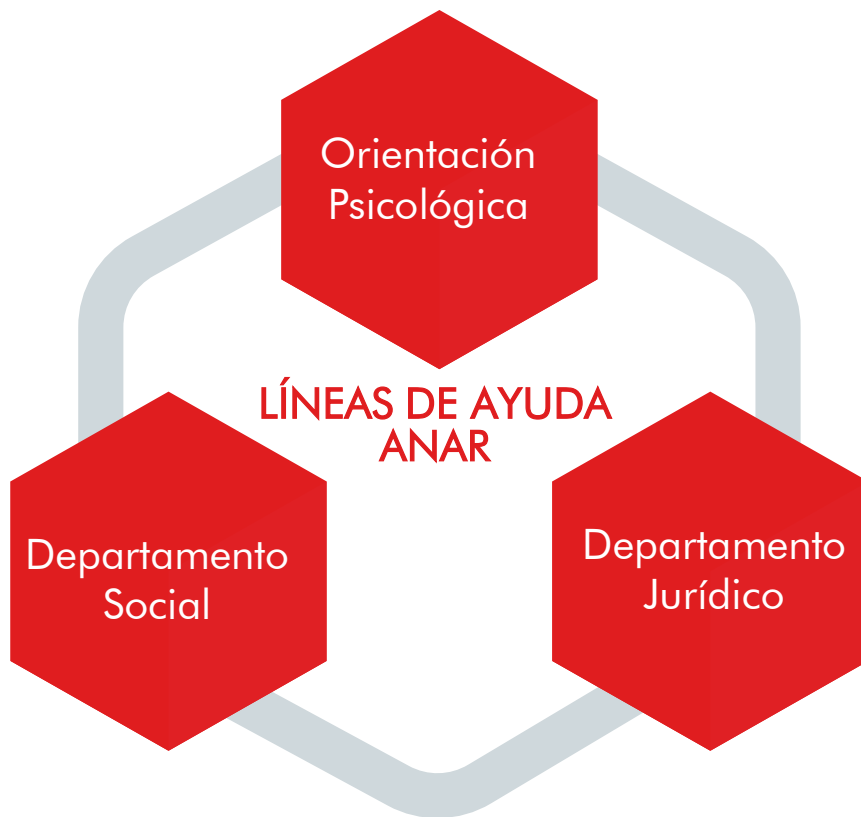 Orientación
Psicológica
LÍNEAS DE AYUDA
ANAR
Departamento
Social
Departamento
Jurídico